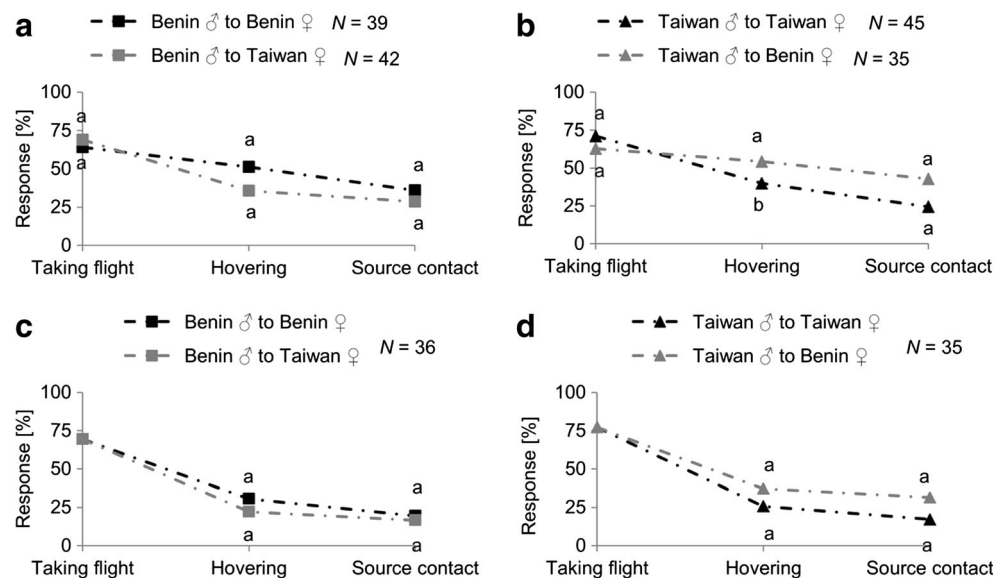 a
Benin ♂ to Benin ♀ N = 39
Benin ♂ to Taiwan ♀ N = 42
Response [%]
100
75
50
25
0
a
a
a
a
a
a
Taking flight Hovering Source contact
b
Taiwan ♂ to Taiwan ♀ N = 45
Taiwan ♂ to Benin ♀ N = 35
Response [%]
100
75
50
25
0
a
a
a
b
a
a
Taking flight Hovering Source contact
c
Benin ♂ to Benin ♀
Benin ♂ to Taiwan ♀
N = 36
Response [%]
100
75
50
25
0
a
a
a
a
Taking flight Hovering Source contact
d
Taiwan ♂ to Taiwan ♀
Taiwan ♂ to Benin ♀
N = 35
Response [%]
100
75
50
25
0
a
a
a
a
Taking flight Hovering Source contact